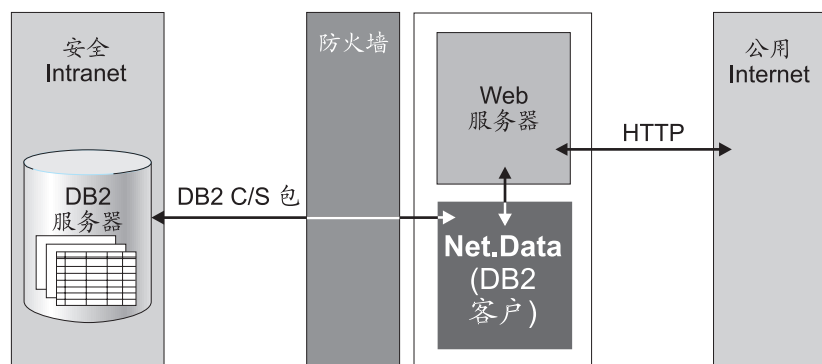 安全
Intranet
防火墙
公用
Internet
Web
服务器
HTTP
DB2
服务器
DB2 C/S 包
Net.Data
(DB2
客户)